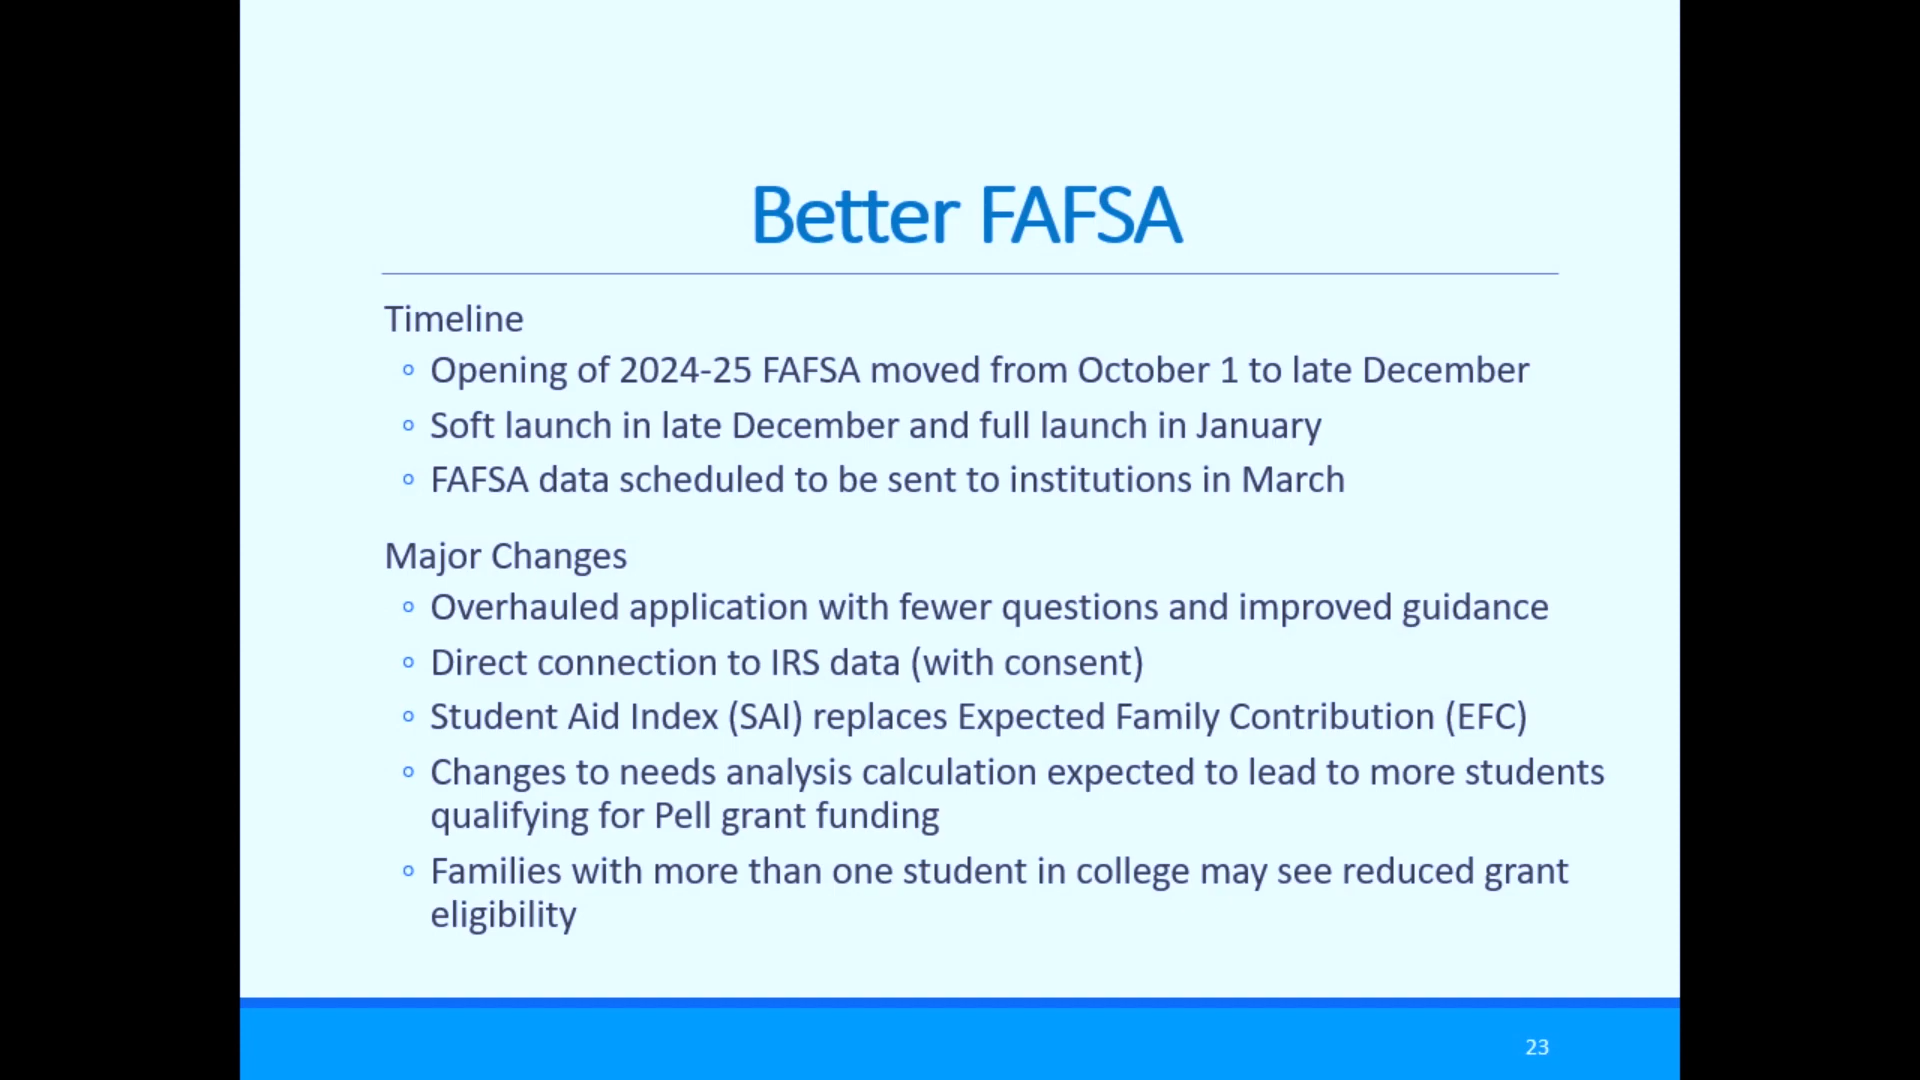 Better FAFSA
Timeline
◦ Opening of 2024-25 FAFSA moved from October 1 to late December
◦ Soft launch in late December and full launch in January
◦ FAFSA data scheduled to be sent to institutions in March
Major Changes
◦ Overhauled application with fewer questions and improved guidance
◦ Direct connection to IRS data (with consent)
◦ Student Aid Index (SAI) replaces Expected Family Contribution (EFC)
◦ Changes to needs analysis calculation expected to lead to more students
qualifying for Pell grant funding
◦ Families with more than one student in college may see reduced grant
eligibility
23